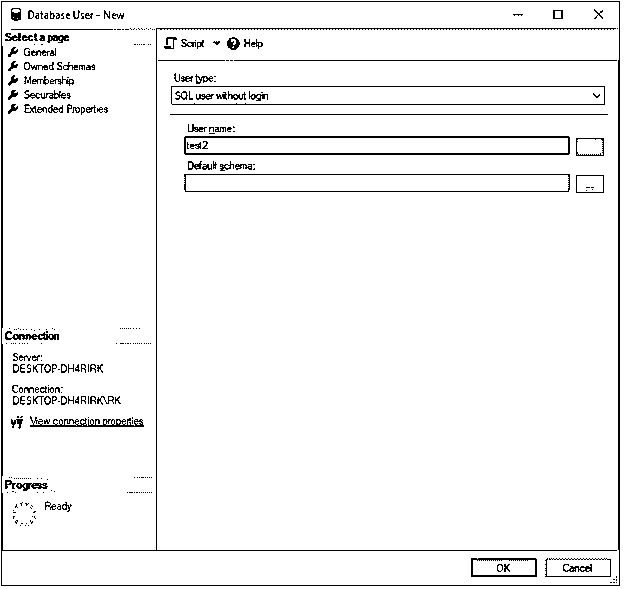 Database User - New
Select a page
General
Owned Schemas
Membership
Securables
Extended Properties
Script
Help
User type:
SQL user without login
User name:
test2
Default schema:
...
Connection
Server:
DESKTOP-DH4RIRK
Connection:
DESKTOP-DH4RIRK\RK
View connection properties
Progress
Ready
OK
Cancel